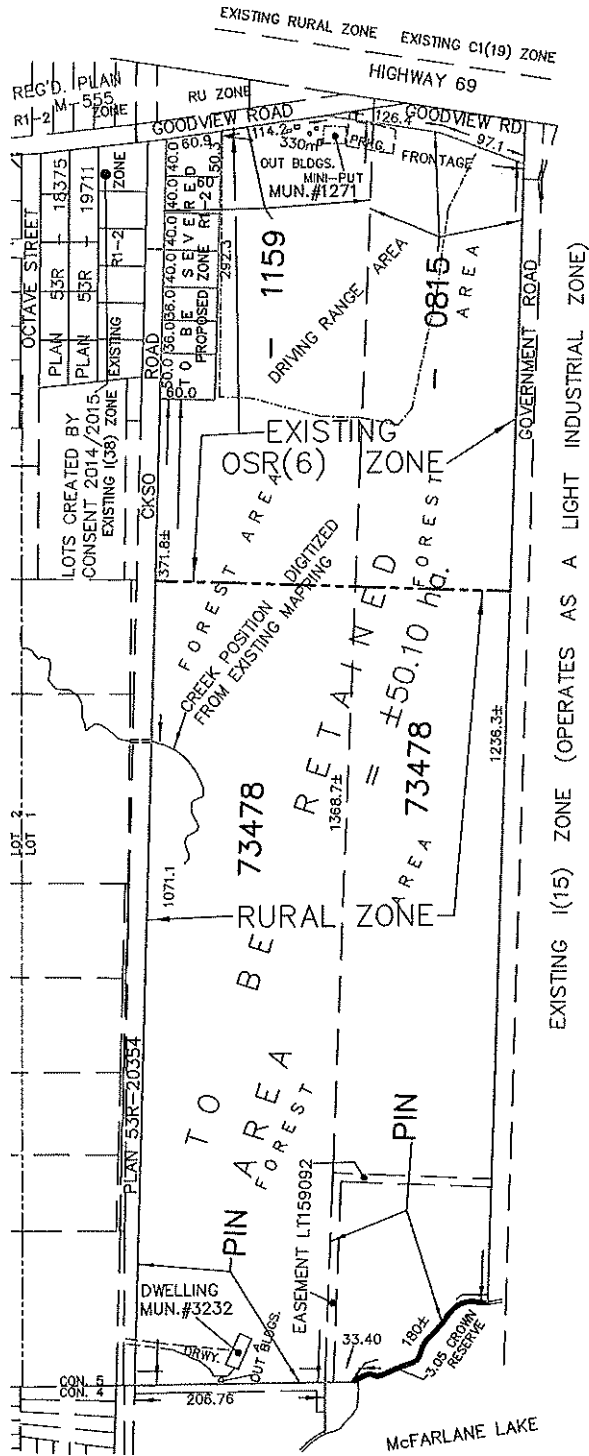 EXISTING RURAL ZONE    EXISTING C1(19) ZONE
HIGHWAY 69
REG'D. PLAN
M-555
R1-2 ZONE
RU ZONE
GOODVIEW ROAD
GOODVIEW RD.
114.2
126.4
97.1
60.9
50.3
330m²
OUT BLDGS.
MINI-PUT
MUN.#1271
PRKG.
FRONTAGE
OCTAVE STREET
PLAN 53R - 18375
PLAN 53R - 19711
EXISTING R1-2 ZONE
CKSO ROAD
40.0
40.0
40.0
40.0
36.0
36.0
50.0
60.0
TO BE SEVERED
PROPOSED ZONE R1-2
292.3
1159
DRIVING RANGE AREA
0815
AREA
GOVERNMENT ROAD
LOTS CREATED BY
CONSENT 2014/2015.
EXISTING I(38) ZONE
EXISTING
OSR(6) ZONE
371.8±
FOREST AREA
FOREST
CREEK POSITION DIGITIZED
FROM EXISTING MAPPING
AREA TO BE RETAINED
= ±50.10 ha.
73478
73478
1368.7±
1236.3±
AREA
LOT 2
LOT 1
1071.1
RURAL ZONE
EXISTING I(15) ZONE (OPERATES AS A LIGHT INDUSTRIAL ZONE)
PLAN 53R-20354
FOREST
PIN
PIN
EASEMENT LT159092
DWELLING
MUN.#3232
DRWY.
OUT BLDGS.
33.40
180±
3.05 CROWN
RESERVE
CON. 5
CON. 4
206.76
McFARLANE LAKE